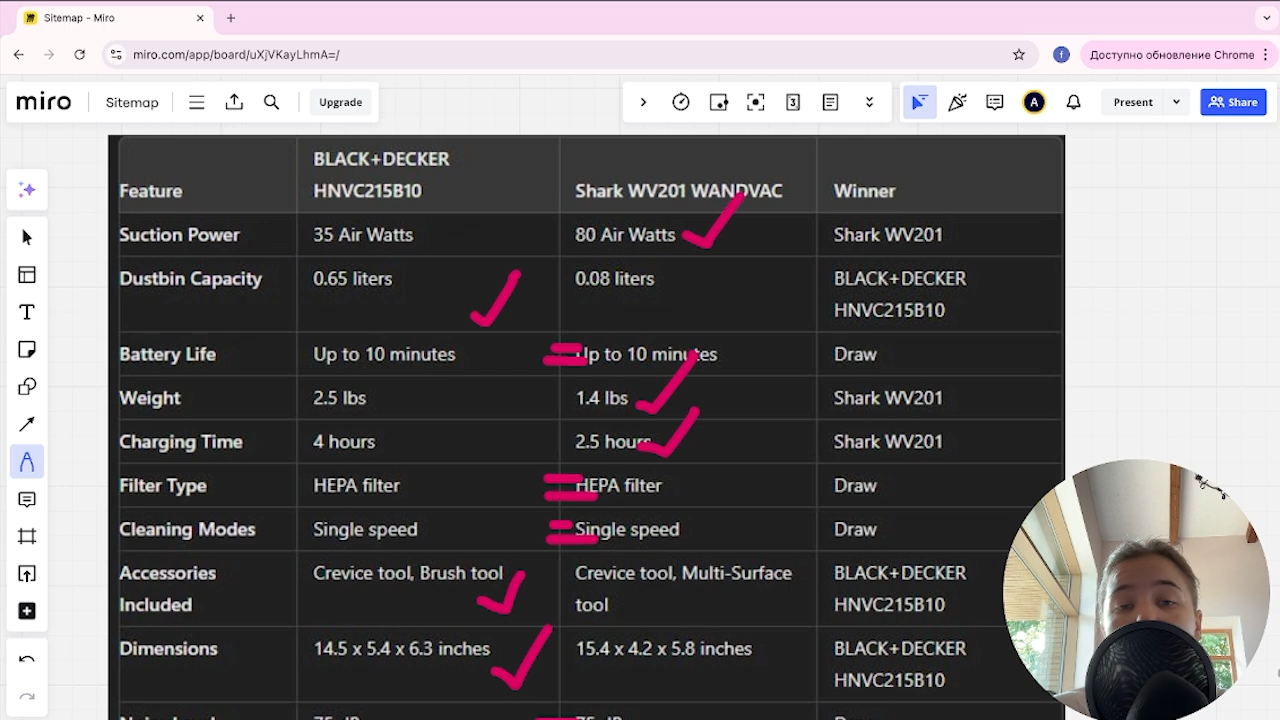 Sitemap - Miro
miro.com/app/board/uXjVKayLhmA=/
f
Доступно обновление Chrome
miro
Sitemap
Upgrade
3
A
Present
Share
Feature
BLACK+DECKER
HNVC215B10
Shark WV201 WANDVAC
Winner
Suction Power
35 Air Watts
80 Air Watts
Shark WV201
Dustbin Capacity
0.65 liters
0.08 liters
BLACK+DECKER
HNVC215B10
Battery Life
Up to 10 minutes
Up to 10 minutes
Draw
Weight
2.5 lbs
1.4 lbs
Shark WV201
Charging Time
4 hours
2.5 hours
Shark WV201
Filter Type
HEPA filter
HEPA filter
Draw
Cleaning Modes
Single speed
Single speed
Draw
Accessories
Included
Crevice tool, Brush tool
Crevice tool, Multi-Surface
tool
BLACK+DECKER
HNVC215B10
Dimensions
14.5 x 5.4 x 6.3 inches
15.4 x 4.2 x 5.8 inches
BLACK+DECKER
HNVC215B10